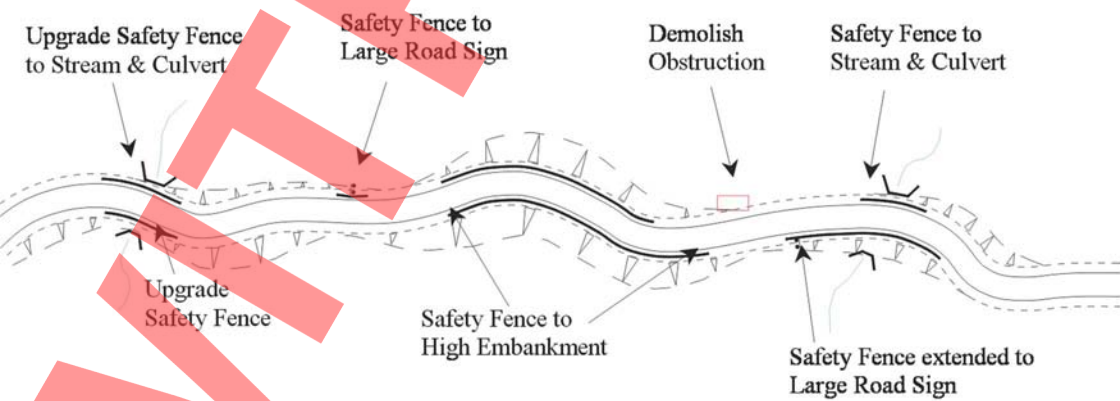 Upgrade Safety Fence
to Stream & Culvert
Safety Fence to
Large Road Sign
Demolish
Obstruction
Safety Fence to
Stream & Culvert
Upgrade
Safety Fence
Safety Fence to
High Embankment
Safety Fence extended to
Large Road Sign